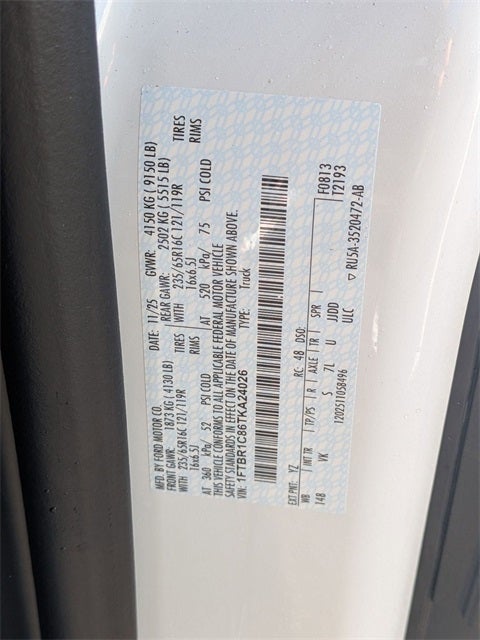 MFD. BY FORD MOTOR CO.
DATE: 11/25 GVWR: 4150 KG ( 9150 LB)
FRONT GAWR: 1873 KG ( 4130 LB) REAR GAWR: 2502 KG ( 5515 LB)
WITH 235/65R16C 121/119R TIRES WITH 235/65R16C 121/119R TIRES
16x6.5J RIMS 16x6.5J RIMS
AT 360 kPa/ 52 PSI COLD AT 520 kPa/ 75 PSI COLD
THIS VEHICLE CONFORMS TO ALL APPLICABLE FEDERAL MOTOR VEHICLE
SAFETY STANDARDS IN EFFECT ON THE DATE OF MANUFACTURE SHOWN ABOVE.
VIN: 1FTBR1C86TKA24026 TYPE: Truck
F0813
T2193
EXT PNT: YZ RC: 48 DSO:
WB INT TR TP/PS R AXLE TR SPR
148 VK S 7L U JJDD
1202511058496 ULC
▽ RU5A-3520472-AB